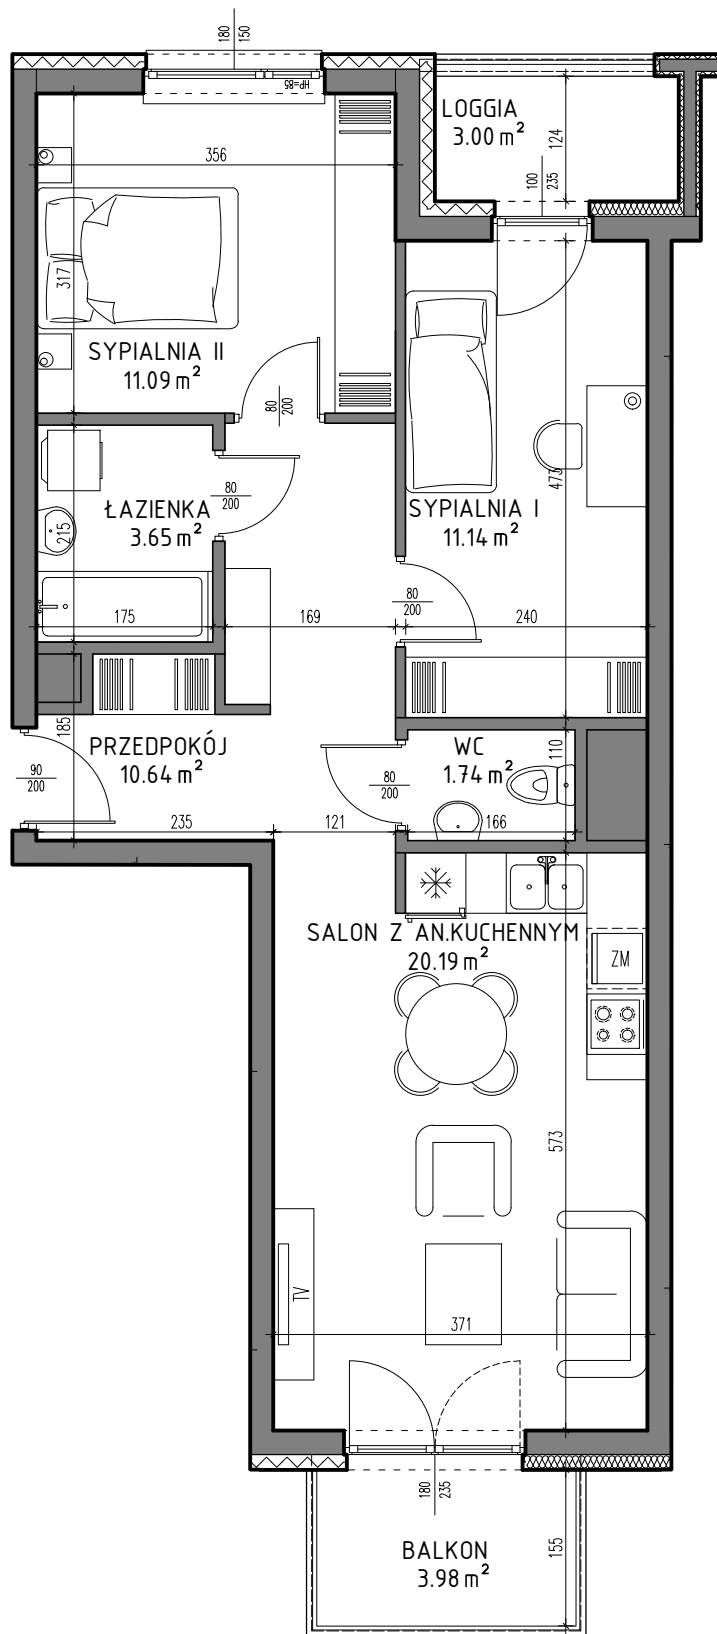 180
150
HP=85
LOGGIA
3.00 m²
124
356
100
235
317
SYPIALNIA II
11.09 m²
80
200
473
ŁAZIENKA
3.65 m²
215
80
200
SYPIALNIA I
11.14 m²
175
169
80
200
240
185
PRZEDPOKÓJ
10.64 m²
90
200
WC
1.74 m²
110
80
200
235
121
166
SALON Z AN.KUCHENNYM
20.19 m²
ZM
573
TV
371
180
235
BALKON
3.98 m²
155